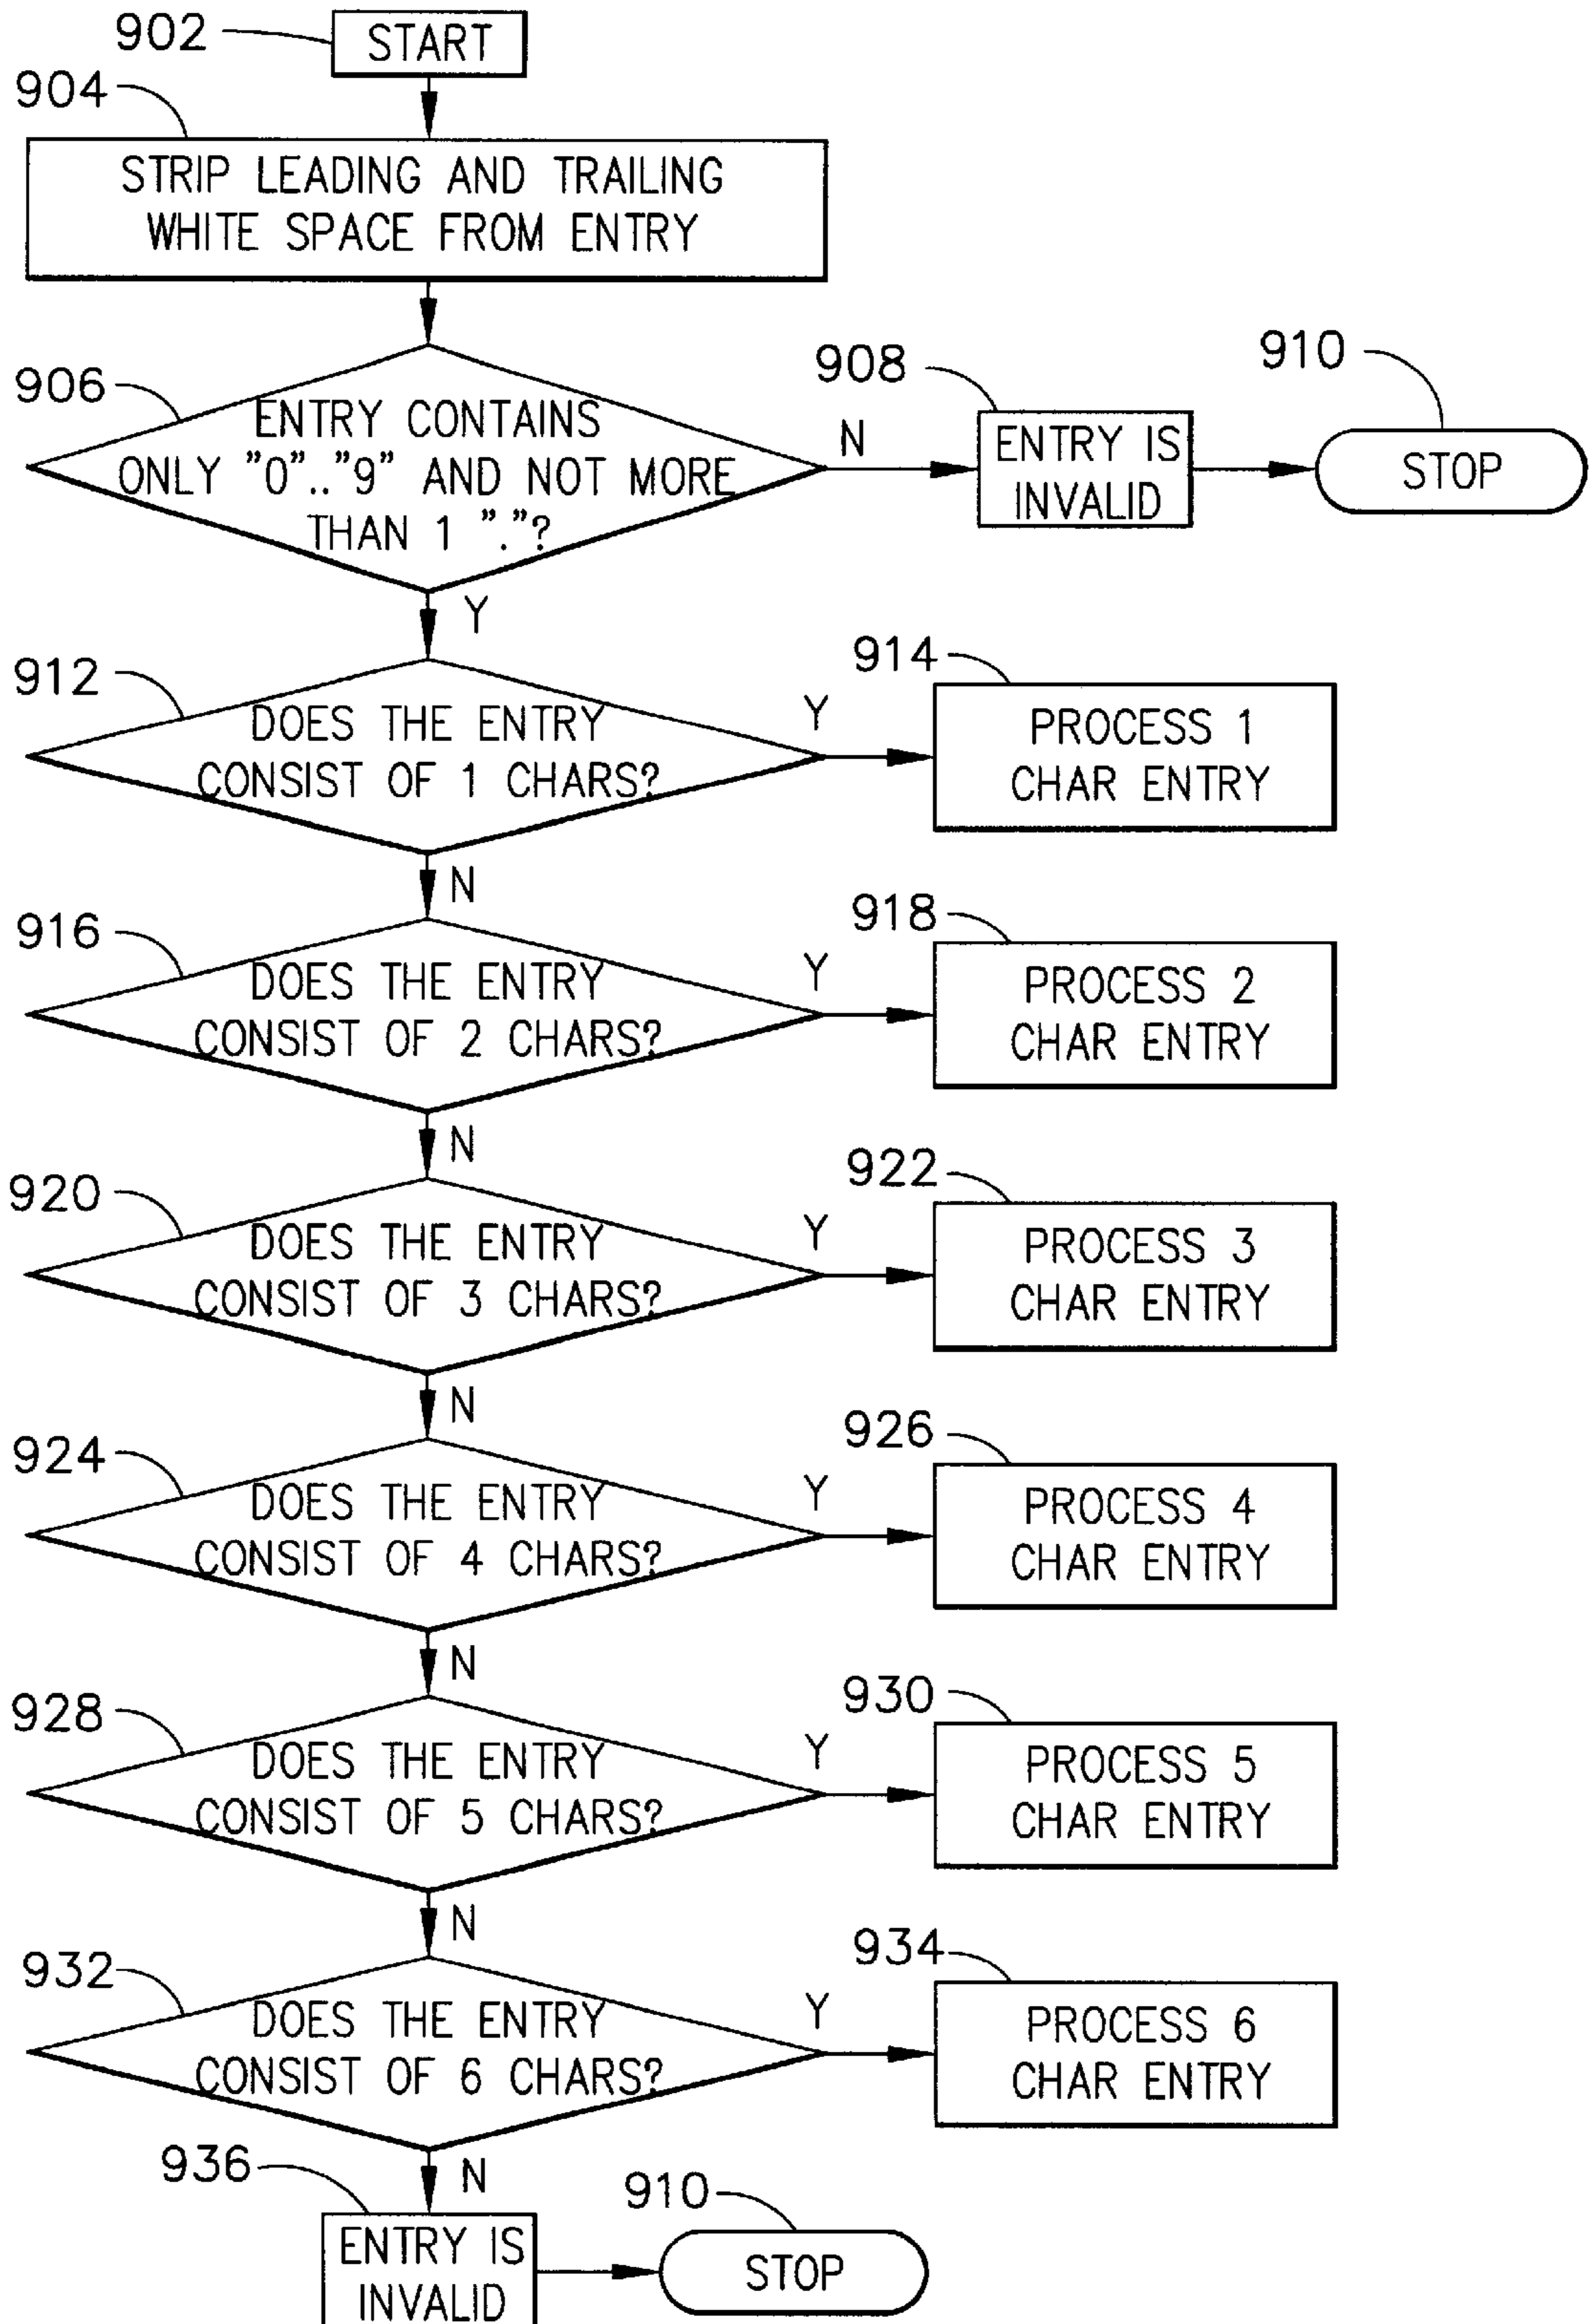 902
START
904
STRIP LEADING AND TRAILING
WHITE SPACE FROM ENTRY
906
ENTRY CONTAINS
ONLY "0".."9" AND NOT MORE
THAN 1 "."?
N
908
ENTRY IS
INVALID
910
STOP
Y
912
DOES THE ENTRY
CONSIST OF 1 CHARS?
Y
914
PROCESS 1
CHAR ENTRY
N
916
DOES THE ENTRY
CONSIST OF 2 CHARS?
Y
918
PROCESS 2
CHAR ENTRY
N
920
DOES THE ENTRY
CONSIST OF 3 CHARS?
Y
922
PROCESS 3
CHAR ENTRY
N
924
DOES THE ENTRY
CONSIST OF 4 CHARS?
Y
926
PROCESS 4
CHAR ENTRY
N
928
DOES THE ENTRY
CONSIST OF 5 CHARS?
Y
930
PROCESS 5
CHAR ENTRY
N
932
DOES THE ENTRY
CONSIST OF 6 CHARS?
Y
934
PROCESS 6
CHAR ENTRY
N
936
ENTRY IS
INVALID
910
STOP